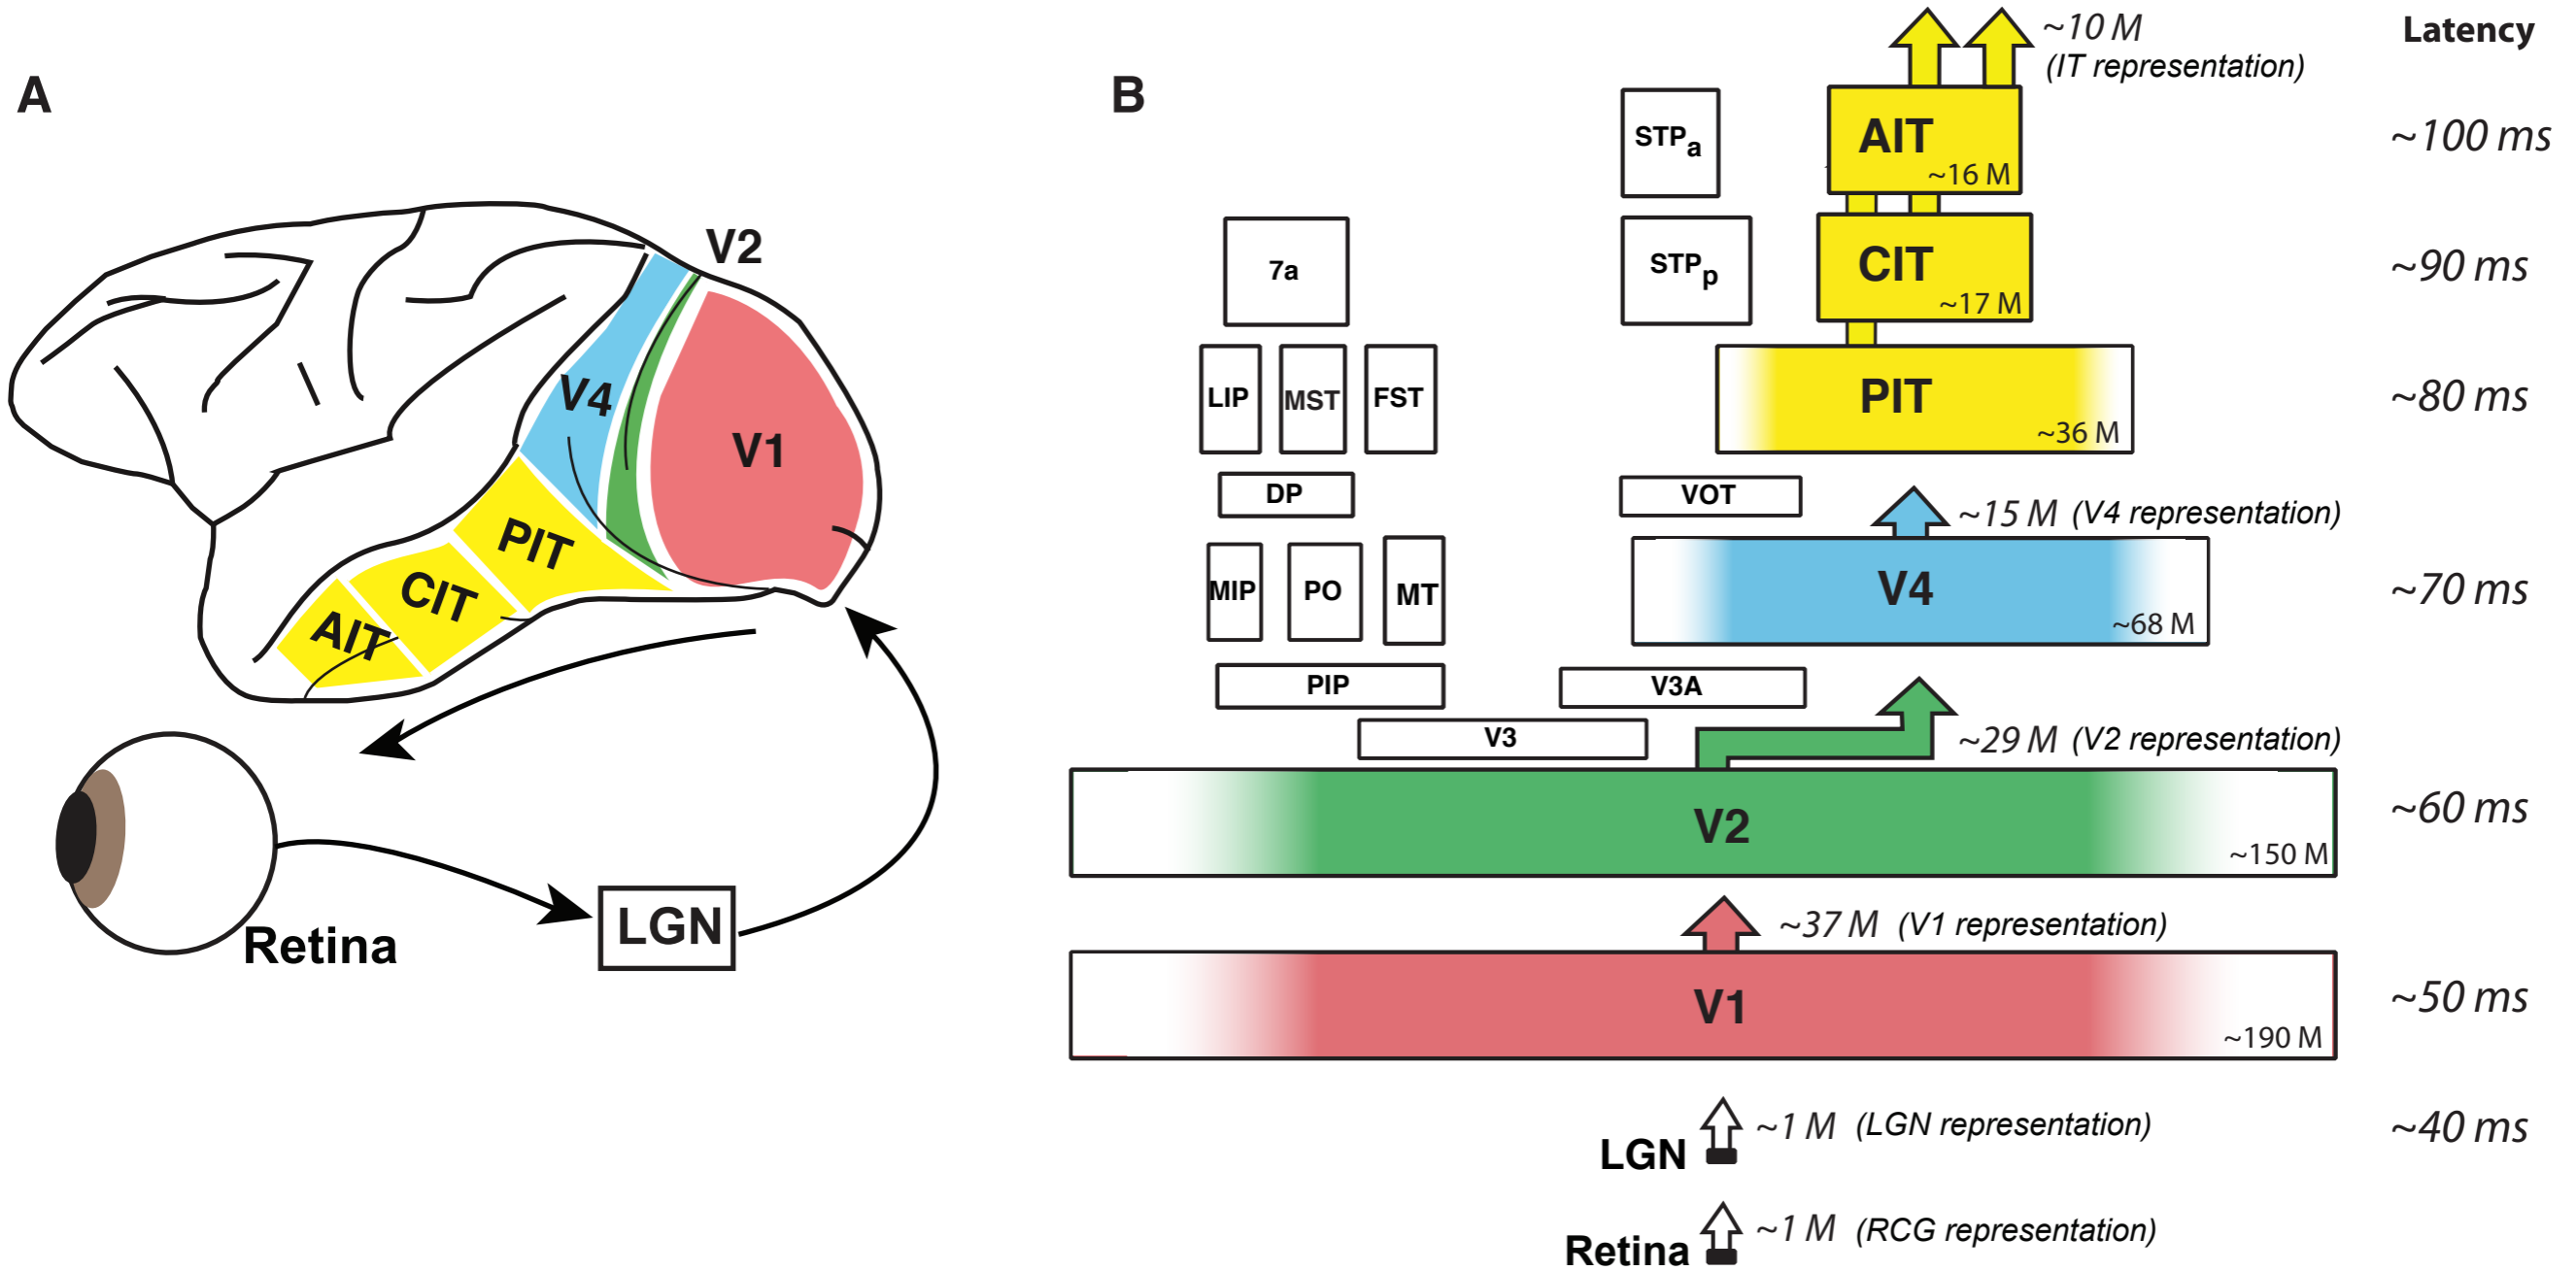 A
V2
V4
V1
PIT
CIT
AIT
Retina
LGN
B
Latency
~10 M
(IT representation)
STPa
AIT
~16 M
~100 ms
7a
STPp
CIT
~17 M
~90 ms
LIP
MST
FST
PIT
~36 M
~80 ms
DP
VOT
~15 M (V4 representation)
MIP
PO
MT
V4
~68 M
~70 ms
PIP
V3A
V3
~29 M (V2 representation)
V2
~150 M
~60 ms
~37 M (V1 representation)
V1
~190 M
~50 ms
LGN
~1 M (LGN representation)
~40 ms
Retina
~1 M (RCG representation)